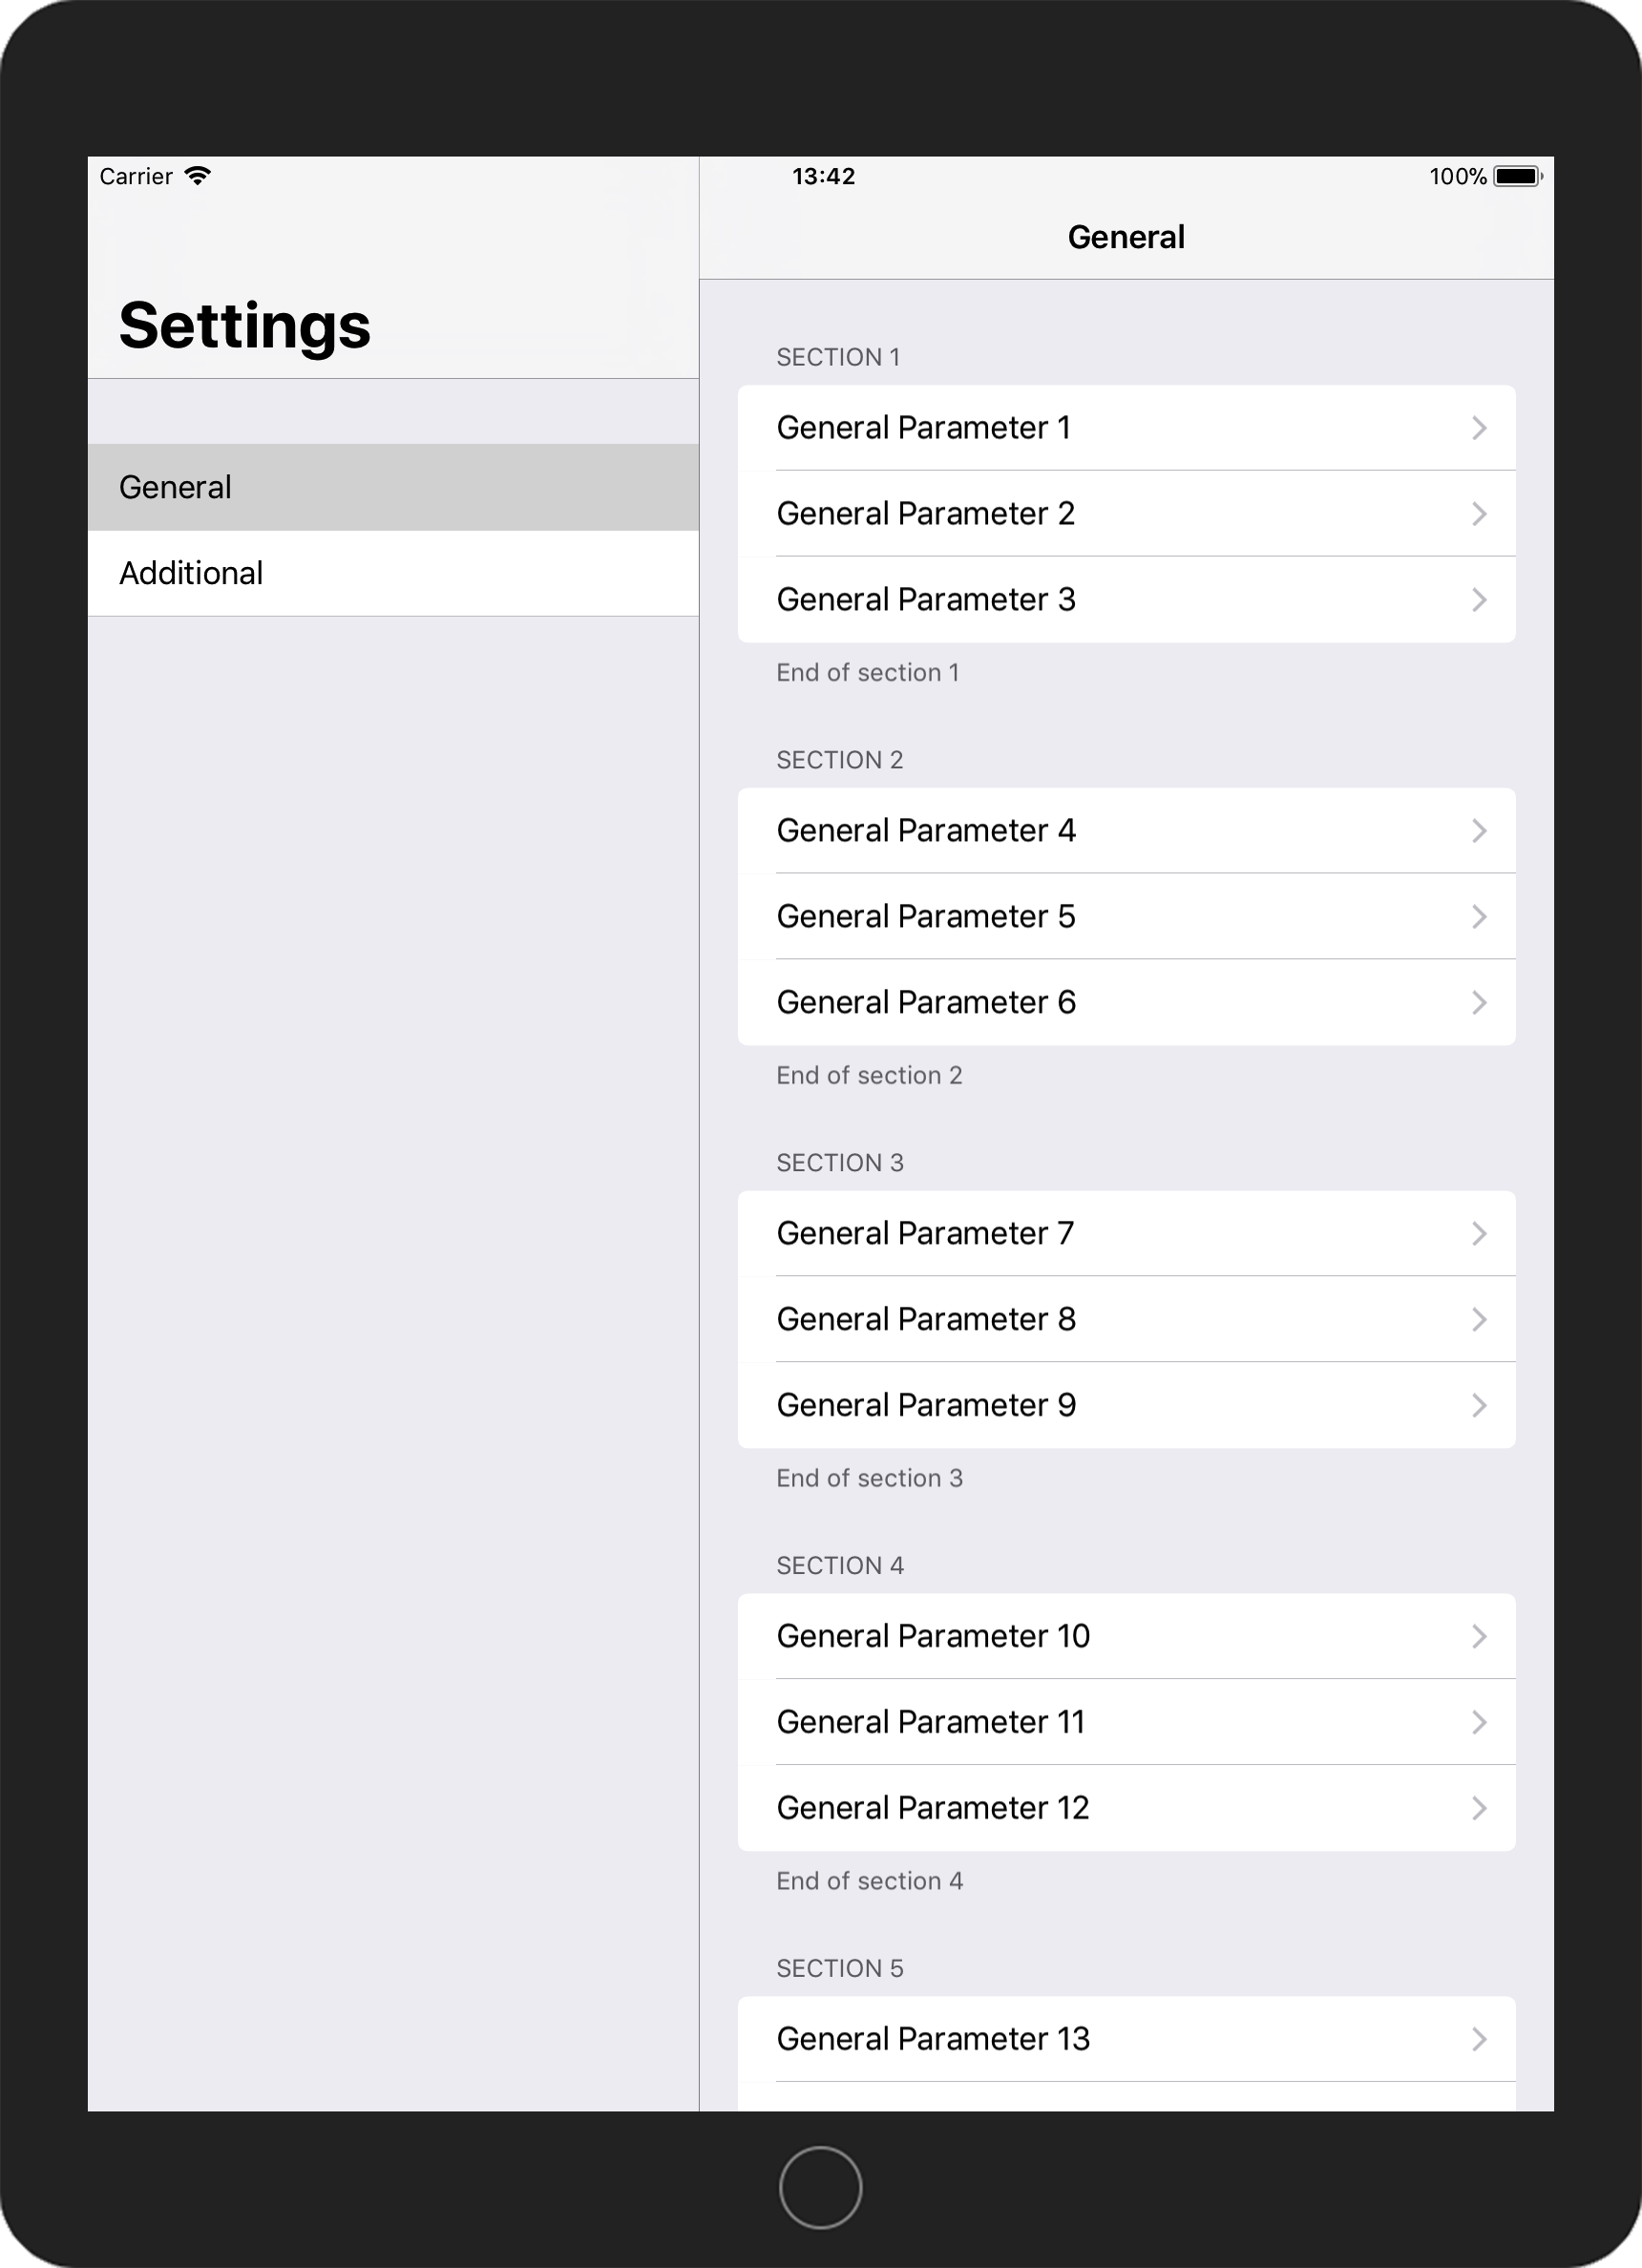 Carrier
13:42
100%
Settings
General
Additional
General
SECTION 1
General Parameter 1
General Parameter 2
General Parameter 3
End of section 1
SECTION 2
General Parameter 4
General Parameter 5
General Parameter 6
End of section 2
SECTION 3
General Parameter 7
General Parameter 8
General Parameter 9
End of section 3
SECTION 4
General Parameter 10
General Parameter 11
General Parameter 12
End of section 4
SECTION 5
General Parameter 13